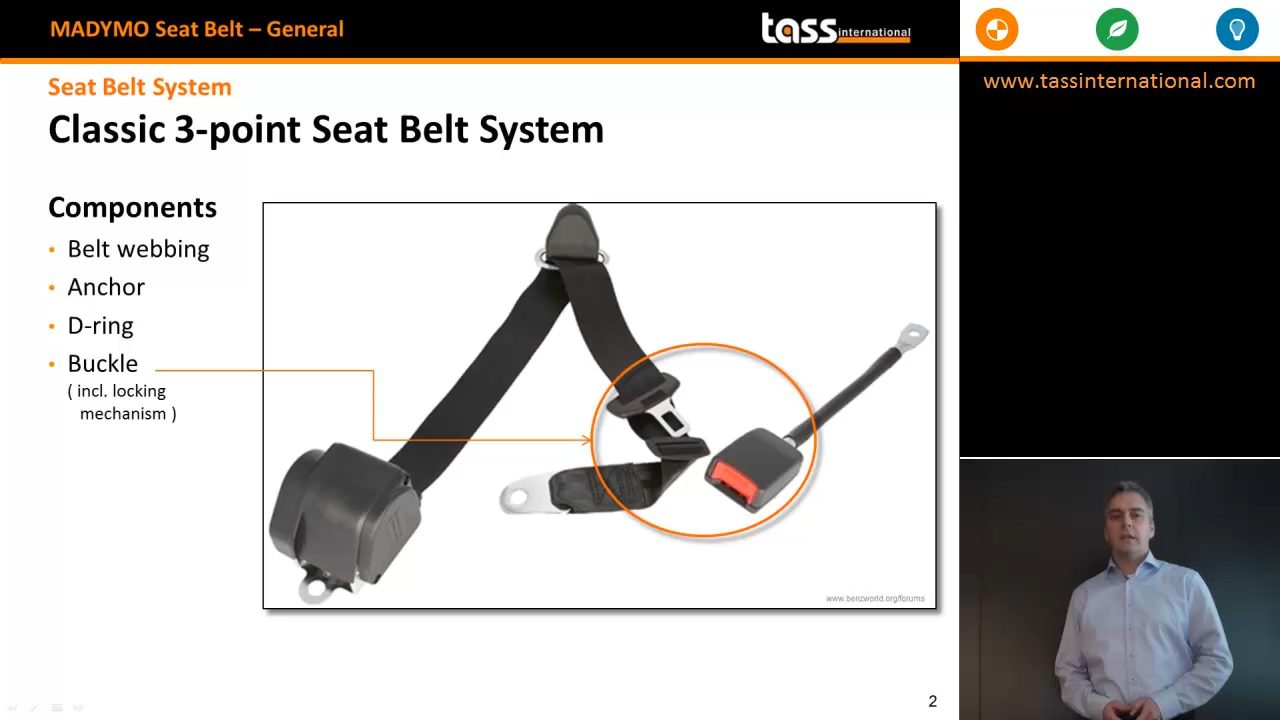 MADYMO Seat Belt – General
tass international
www.tassinternational.com
Seat Belt System
Classic 3-point Seat Belt System
Components
• Belt webbing
• Anchor
• D-ring
• Buckle
( incl. locking
mechanism )
www.benzworld.org/forums
2